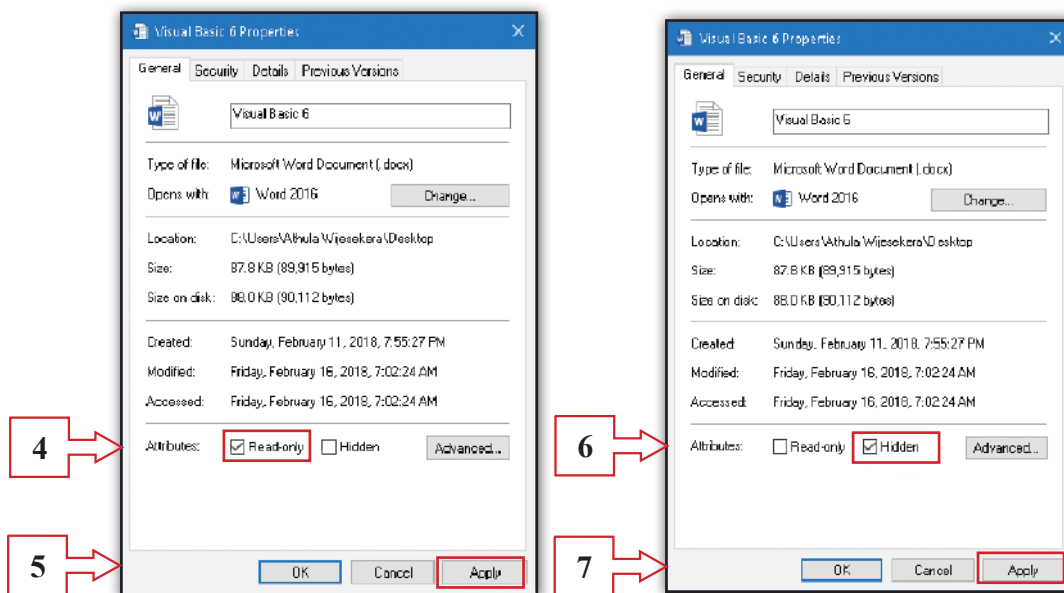 Visual Basic 6 Properties
General Security Details Previous Versions
Visual Basic 6
Type of file: Microsoft Word Document (.docx)
Opens with: Word 2016 Change...
Location: C:\Users\Athula Wijesekera\Desktop
Size: 87.8 KB (89,915 bytes)
Size on disk: 88.0 KB (90,112 bytes)
Created: Sunday, February 11, 2018, 7:55:27 PM
Modified: Friday, February 16, 2018, 7:02:24 AM
Accessed: Friday, February 16, 2018, 7:02:24 AM
4
Attributes: Read-only Hidden Advanced...
5
OK Cancel Apply
Visual Basic 6 Properties
General Security Details Previous Versions
Visual Basic 6
Type of file: Microsoft Word Document (.docx)
Opens with: Word 2016 Change...
Location: C:\Users\Athula Wijesekera\Desktop
Size: 87.8 KB (89,915 bytes)
Size on disk: 88.0 KB (90,112 bytes)
Created: Sunday, February 11, 2018, 7:55:27 PM
Modified: Friday, February 16, 2018, 7:02:24 AM
Accessed: Friday, February 16, 2018, 7:02:24 AM
6
Attributes: Read-only Hidden Advanced...
7
OK Cancel Apply